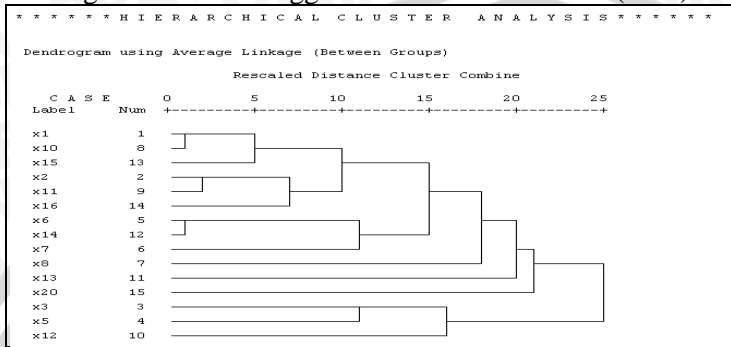 * * * * * * H I E R A R C H I C A L  C L U S T E R  A N A L Y S I S * * * * * *
Dendrogram using Average Linkage (Between Groups)
Rescaled Distance Cluster Combine
C A S E 0 5 10 15 20 25
Label Num +---------+---------+---------+---------+---------+
x1 1
x10 8
x15 13
x2 2
x11 9
x16 14
x6 5
x14 12
x7 6
x8 7
x13 11
x20 15
x3 3
x5 4
x12 10